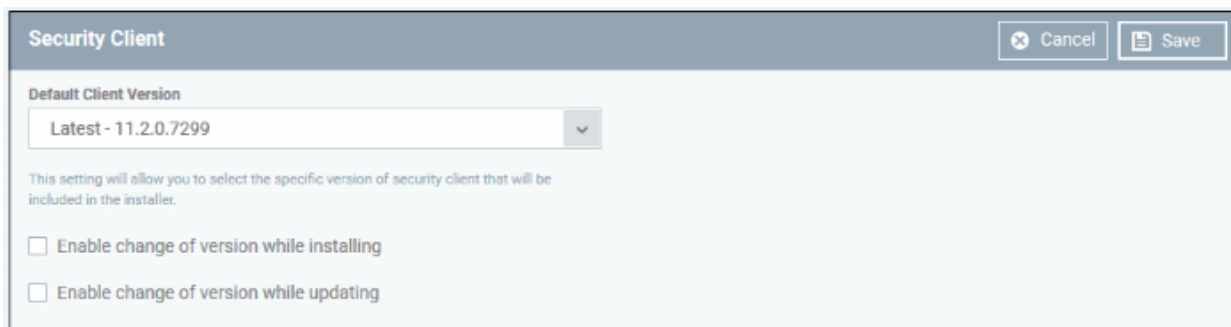 Security Client
Cancel
Save
Default Client Version
Latest - 11.2.0.7299
This setting will allow you to select the specific version of security client that will be
included in the installer.
Enable change of version while installing
Enable change of version while updating